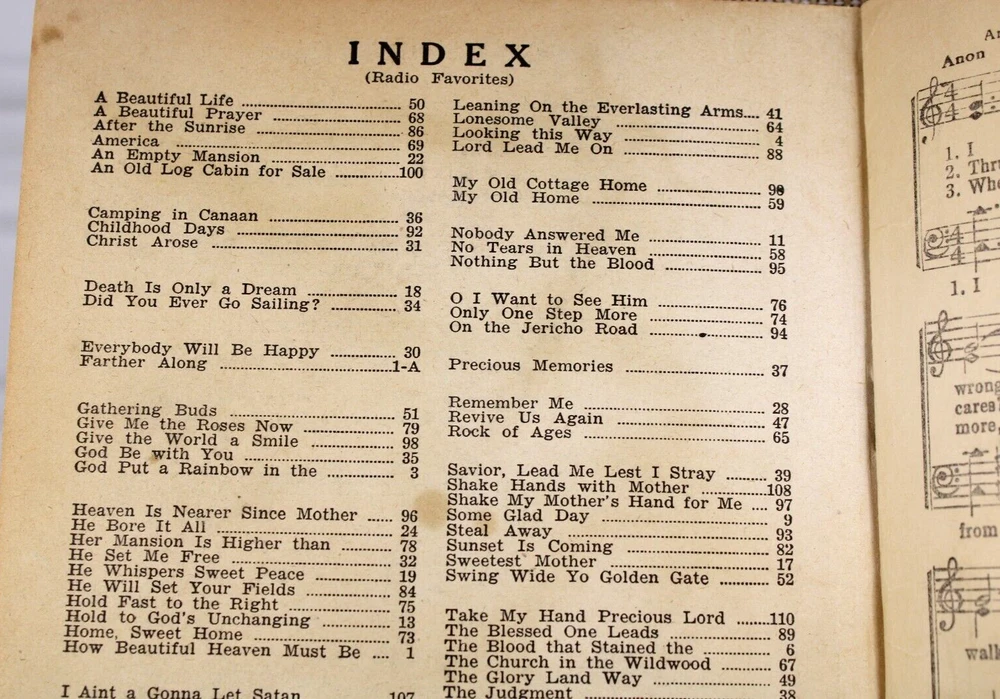 INDEX
(Radio Favorites)
A Beautiful Life ........ 50
A Beautiful Prayer ........ 68
After the Sunrise ........ 86
America ........ 69
An Empty Mansion ........ 22
An Old Log Cabin for Sale ........ 100
Camping in Canaan ........ 36
Childhood Days ........ 92
Christ Arose ........ 31
Death Is Only a Dream ........ 18
Did You Ever Go Sailing? ........ 34
Everybody Will Be Happy ........ 30
Farther Along ........ 1-A
Gathering Buds ........ 51
Give Me the Roses Now ........ 79
Give the World a Smile ........ 98
God Be with You ........ 35
God Put a Rainbow in the ........ 3
Heaven Is Nearer Since Mother ...... 96
He Bore It All ........ 24
Her Mansion Is Higher than ........ 78
He Set Me Free ........ 32
He Whispers Sweet Peace ........ 19
He Will Set Your Fields ........ 84
Hold Fast to the Right ........ 75
Hold to God's Unchanging ........ 13
Home, Sweet Home ........ 73
How Beautiful Heaven Must Be .... 1
I Aint a Gonna Let Satan ........ 107
Leaning On the Everlasting Arms.... 41
Lonesome Valley ........ 64
Looking this Way ........ 4
Lord Lead Me On ........ 88
My Old Cottage Home ........
My Old Home ........ 59
Nobody Answered Me ........ 11
No Tears in Heaven ........ 58
Nothing But the Blood ........ 95
O I Want to See Him ........ 76
Only One Step More ........ 74
On the Jericho Road ........ 94
Precious Memories ........ 37
Remember Me ........ 28
Revive Us Again ........ 47
Rock of Ages ........ 65
Savior, Lead Me Lest I Stray ........ 39
Shake Hands with Mother ........ 108
Shake My Mother's Hand for Me .... 97
Some Glad Day ........ 9
Steal Away ........ 93
Sunset Is Coming ........ 82
Sweetest Mother ........ 17
Swing Wide Yo Golden Gate ........ 52
Take My Hand Precious Lord ........ 110
The Blessed One Leads ........ 89
The Blood that Stained the ........ 6
The Church in the Wildwood ........ 67
The Glory Land Way ........ 49
The Judgment ........ 38
Anon
1. I
2.
3.
1. I
wrong
more,
from